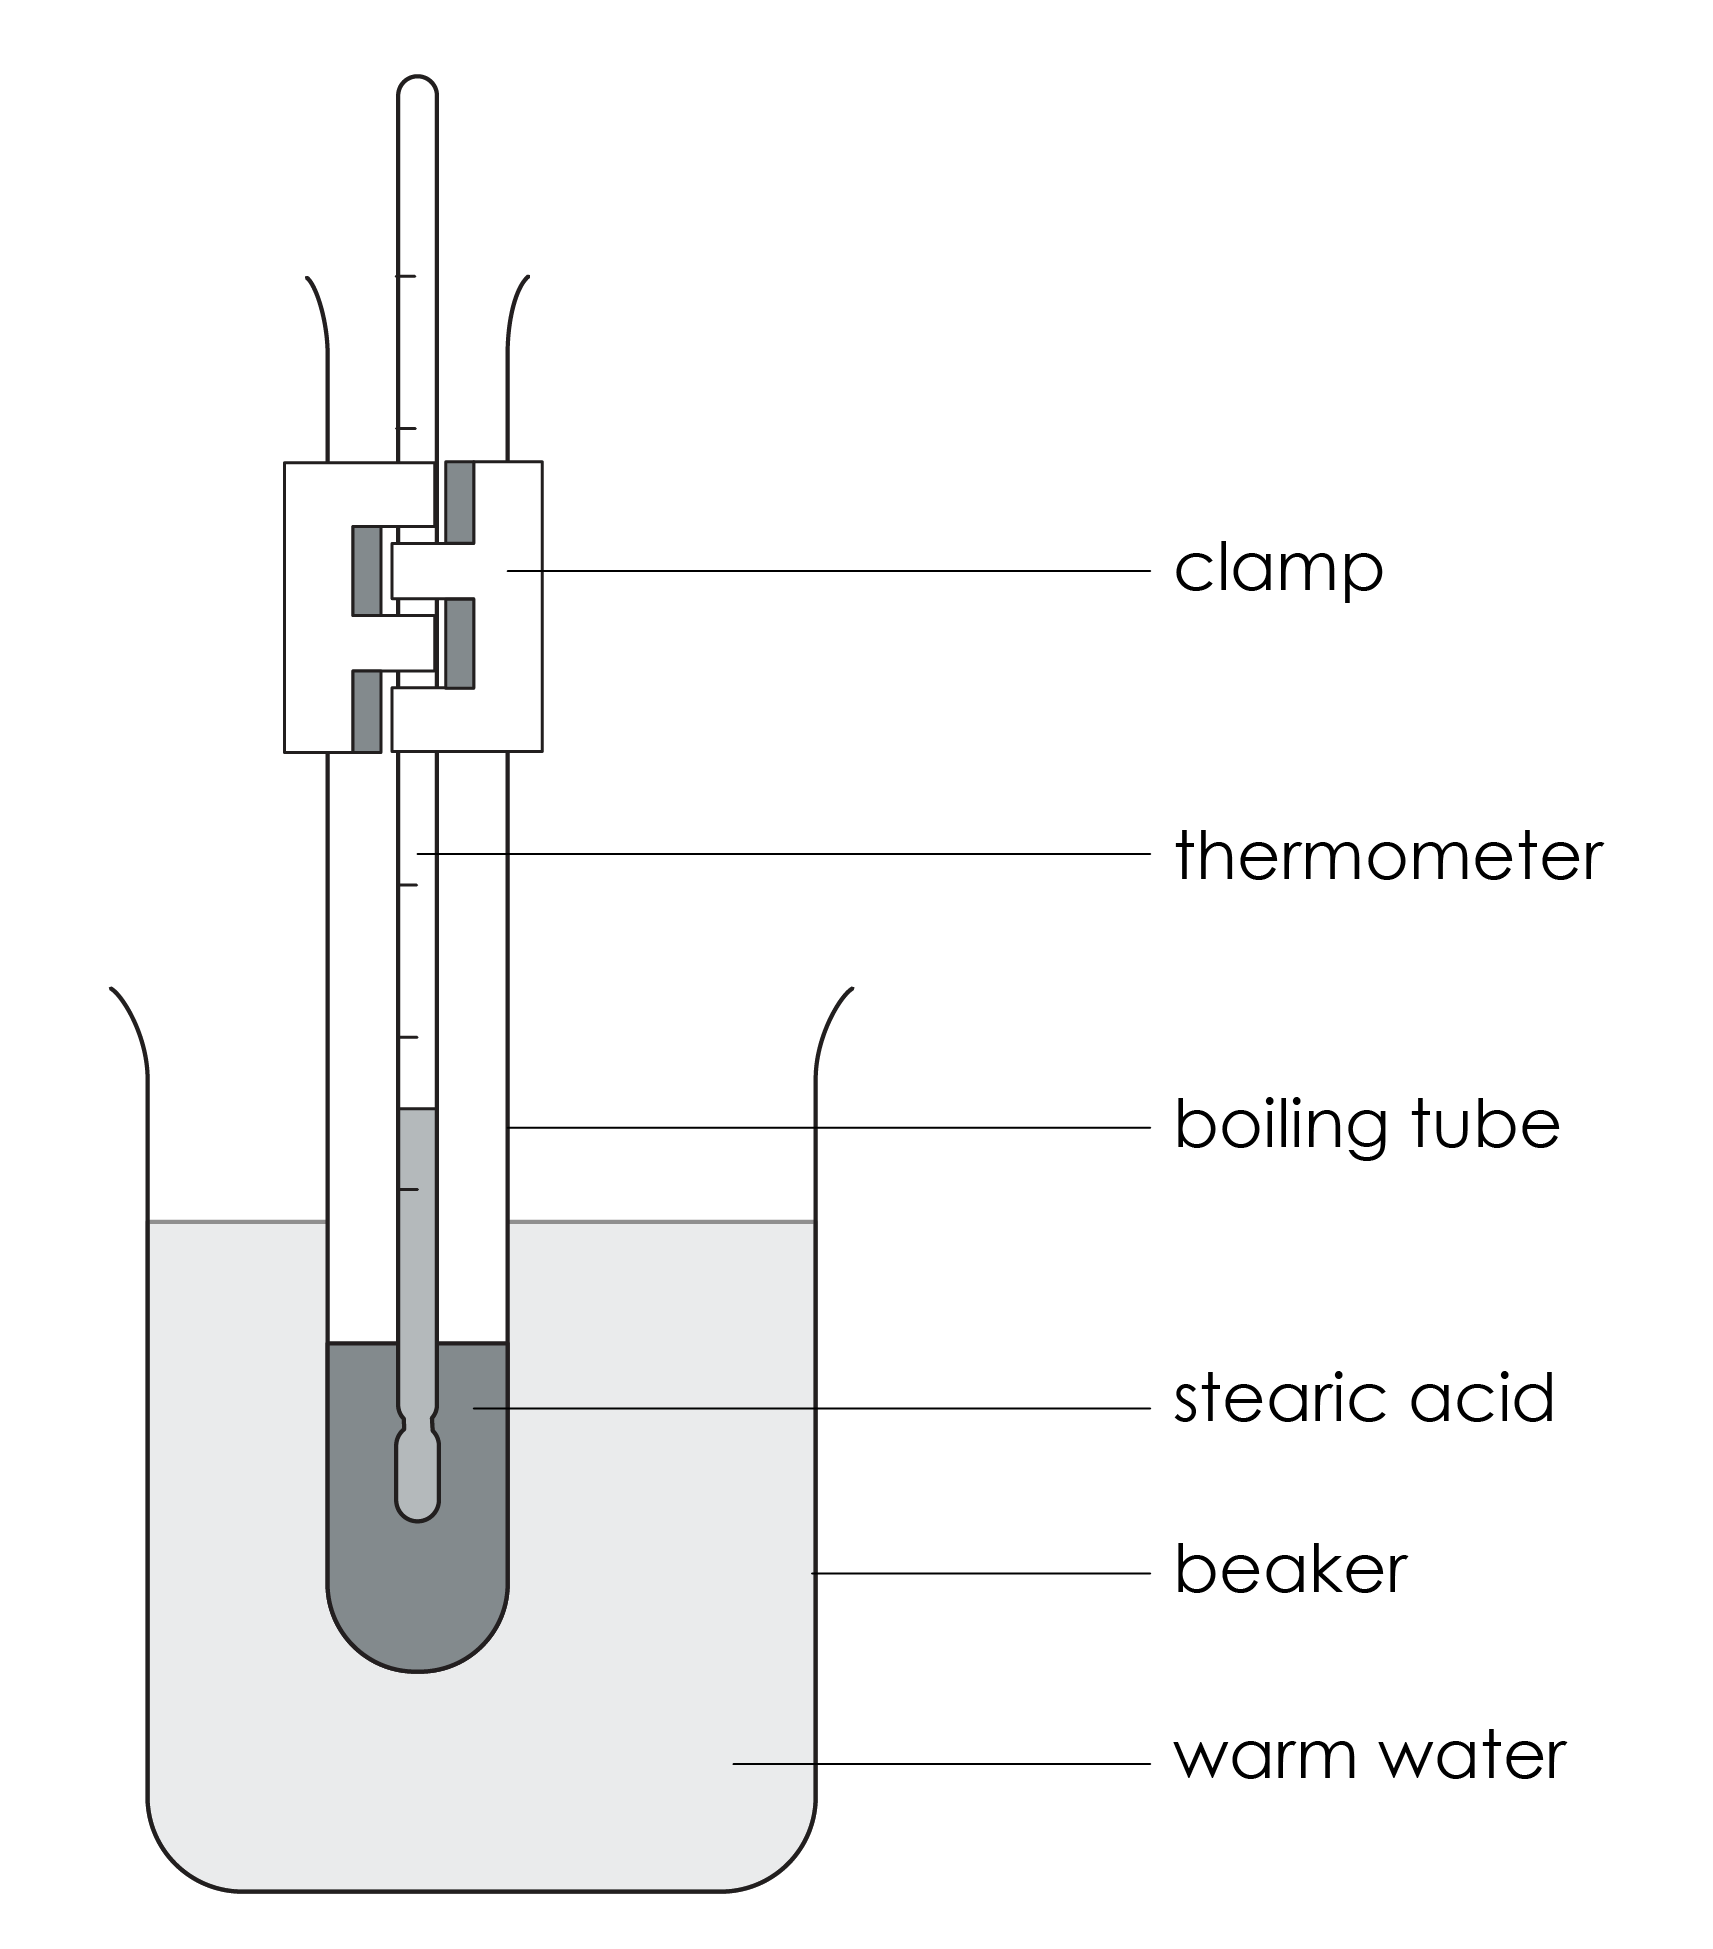 clamp
thermometer
boiling tube
stearic acid
beaker
warm water